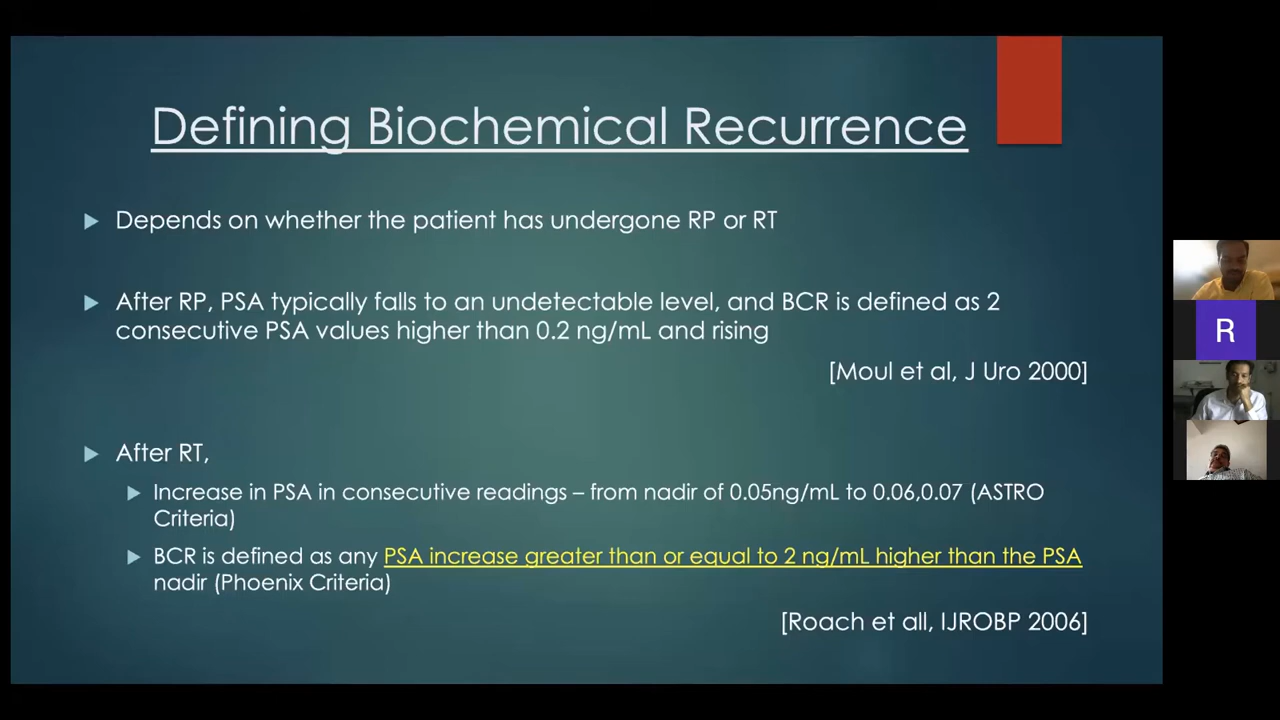 Defining Biochemical Recurrence
Depends on whether the patient has undergone RP or RT
After RP, PSA typically falls to an undetectable level, and BCR is defined as 2
consecutive PSA values higher than 0.2 ng/mL and rising
[Moul et al, J Uro 2000]
After RT,
Increase in PSA in consecutive readings – from nadir of 0.05ng/mL to 0.06,0.07 (ASTRO
Criteria)
BCR is defined as any PSA increase greater than or equal to 2 ng/mL higher than the PSA
nadir (Phoenix Criteria)
[Roach et all, IJROBP 2006]
R